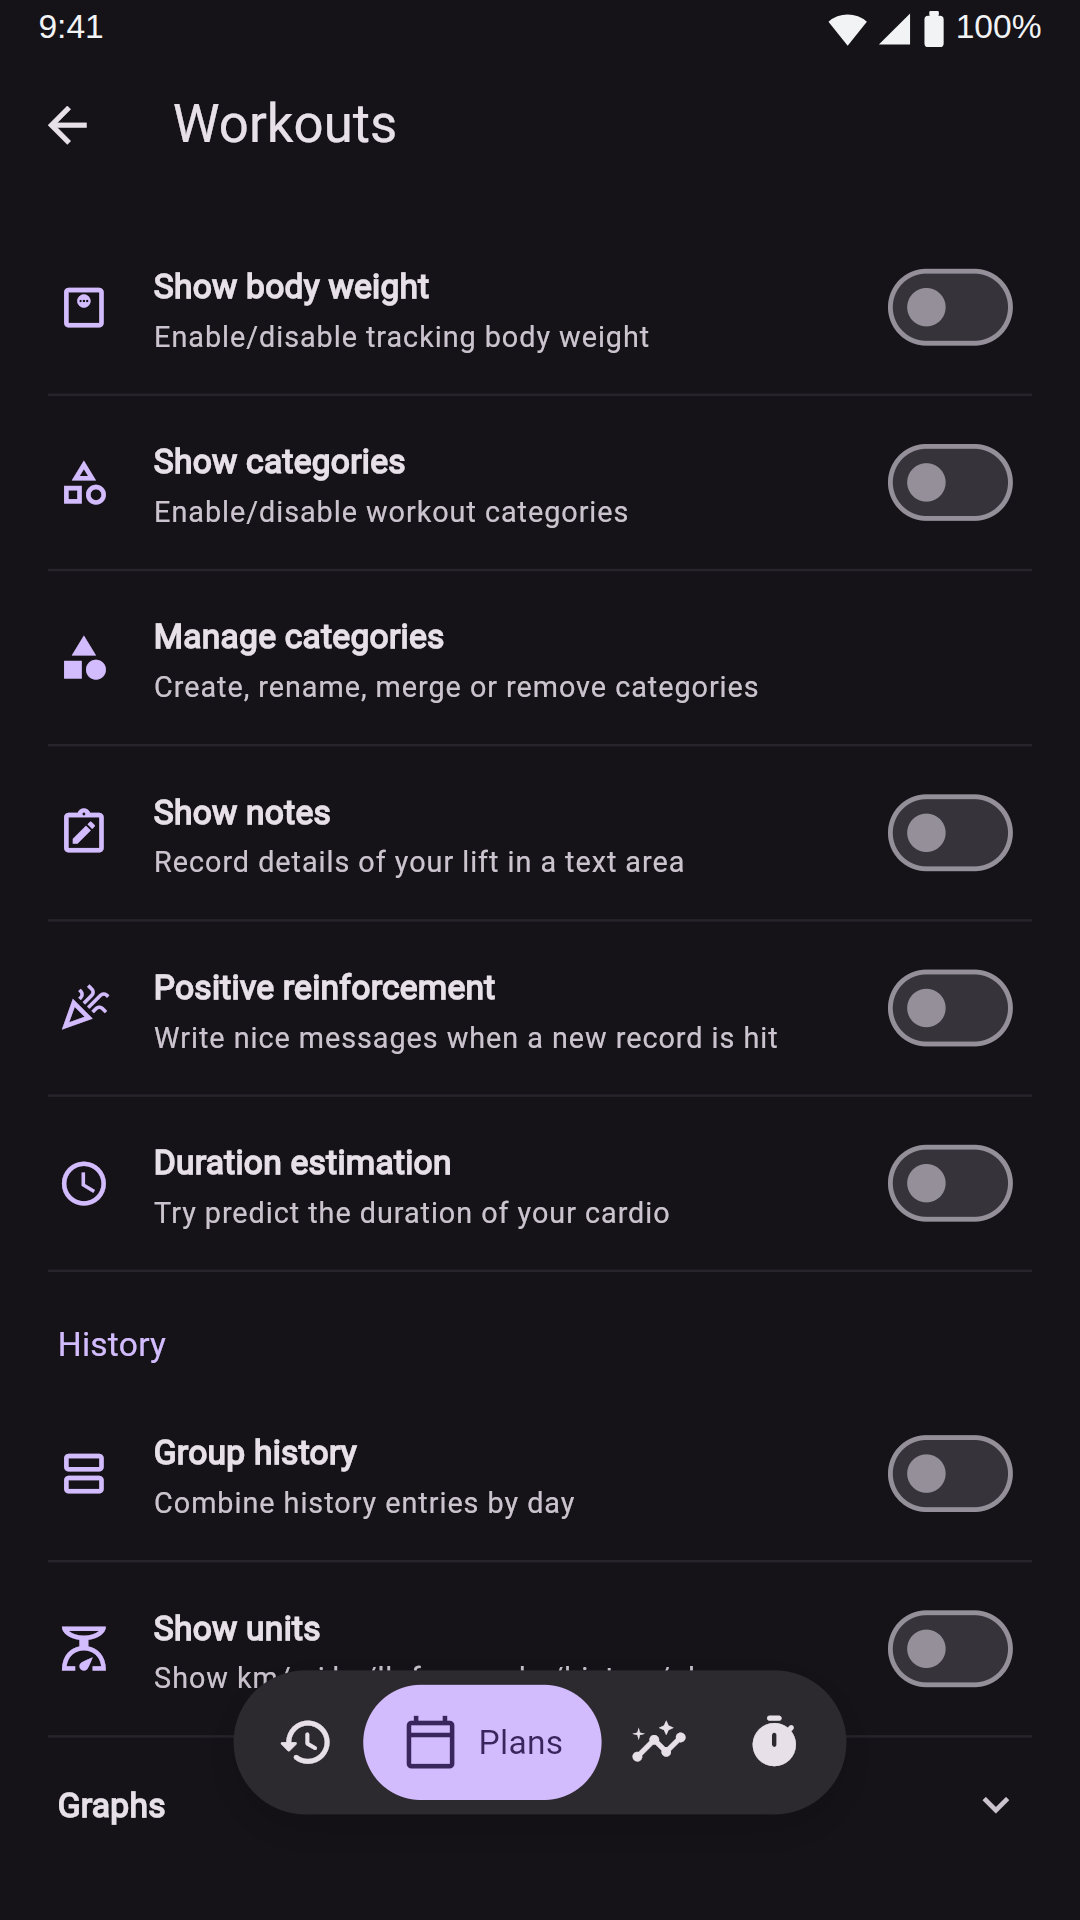 9:41
100%
Workouts
Show body weight
Enable/disable tracking body weight
Show categories
Enable/disable workout categories
Manage categories
Create, rename, merge or remove categories
Show notes
Record details of your lift in a text area
Positive reinforcement
Write nice messages when a new record is hit
Duration estimation
Try predict the duration of your cardio
History
Group history
Combine history entries by day
Show units
Show
Plans
Graphs